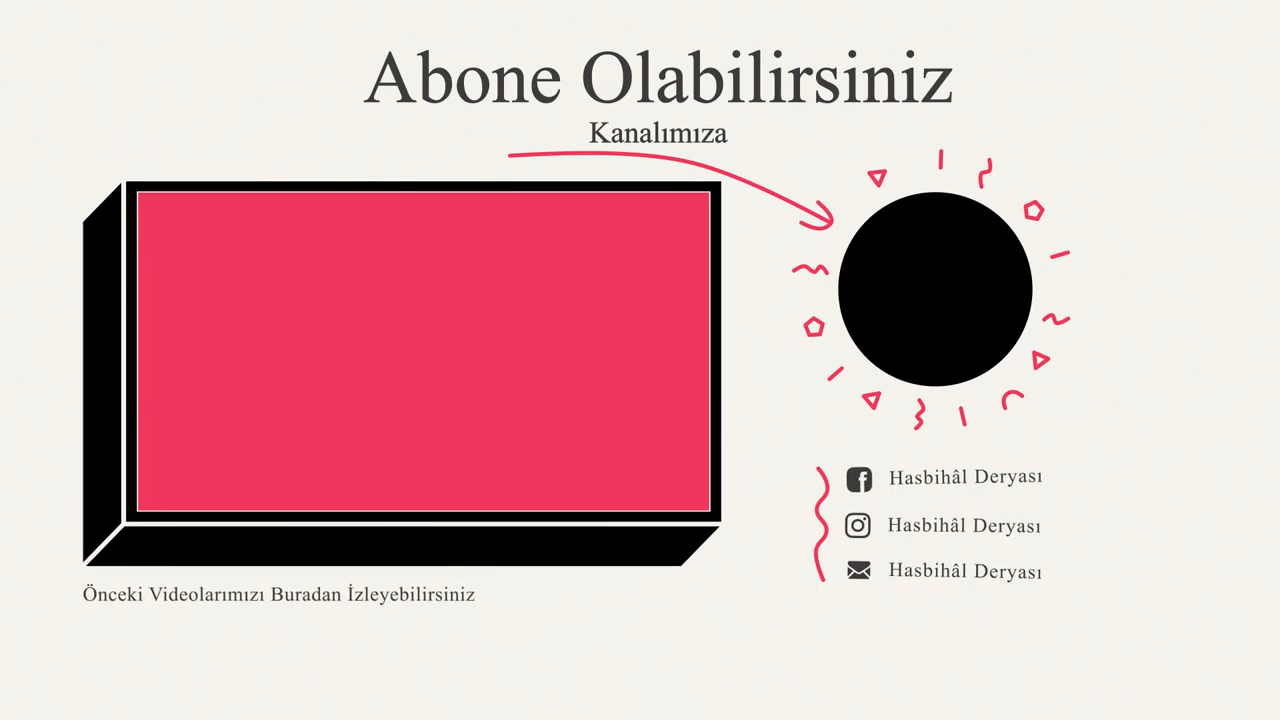 Abone Olabilirsiniz
Kanalımıza
Hasbihâl Deryası
Hasbihâl Deryası
Hasbihâl Deryası
Önceki Videolarımızı Buradan İzleyebilirsiniz